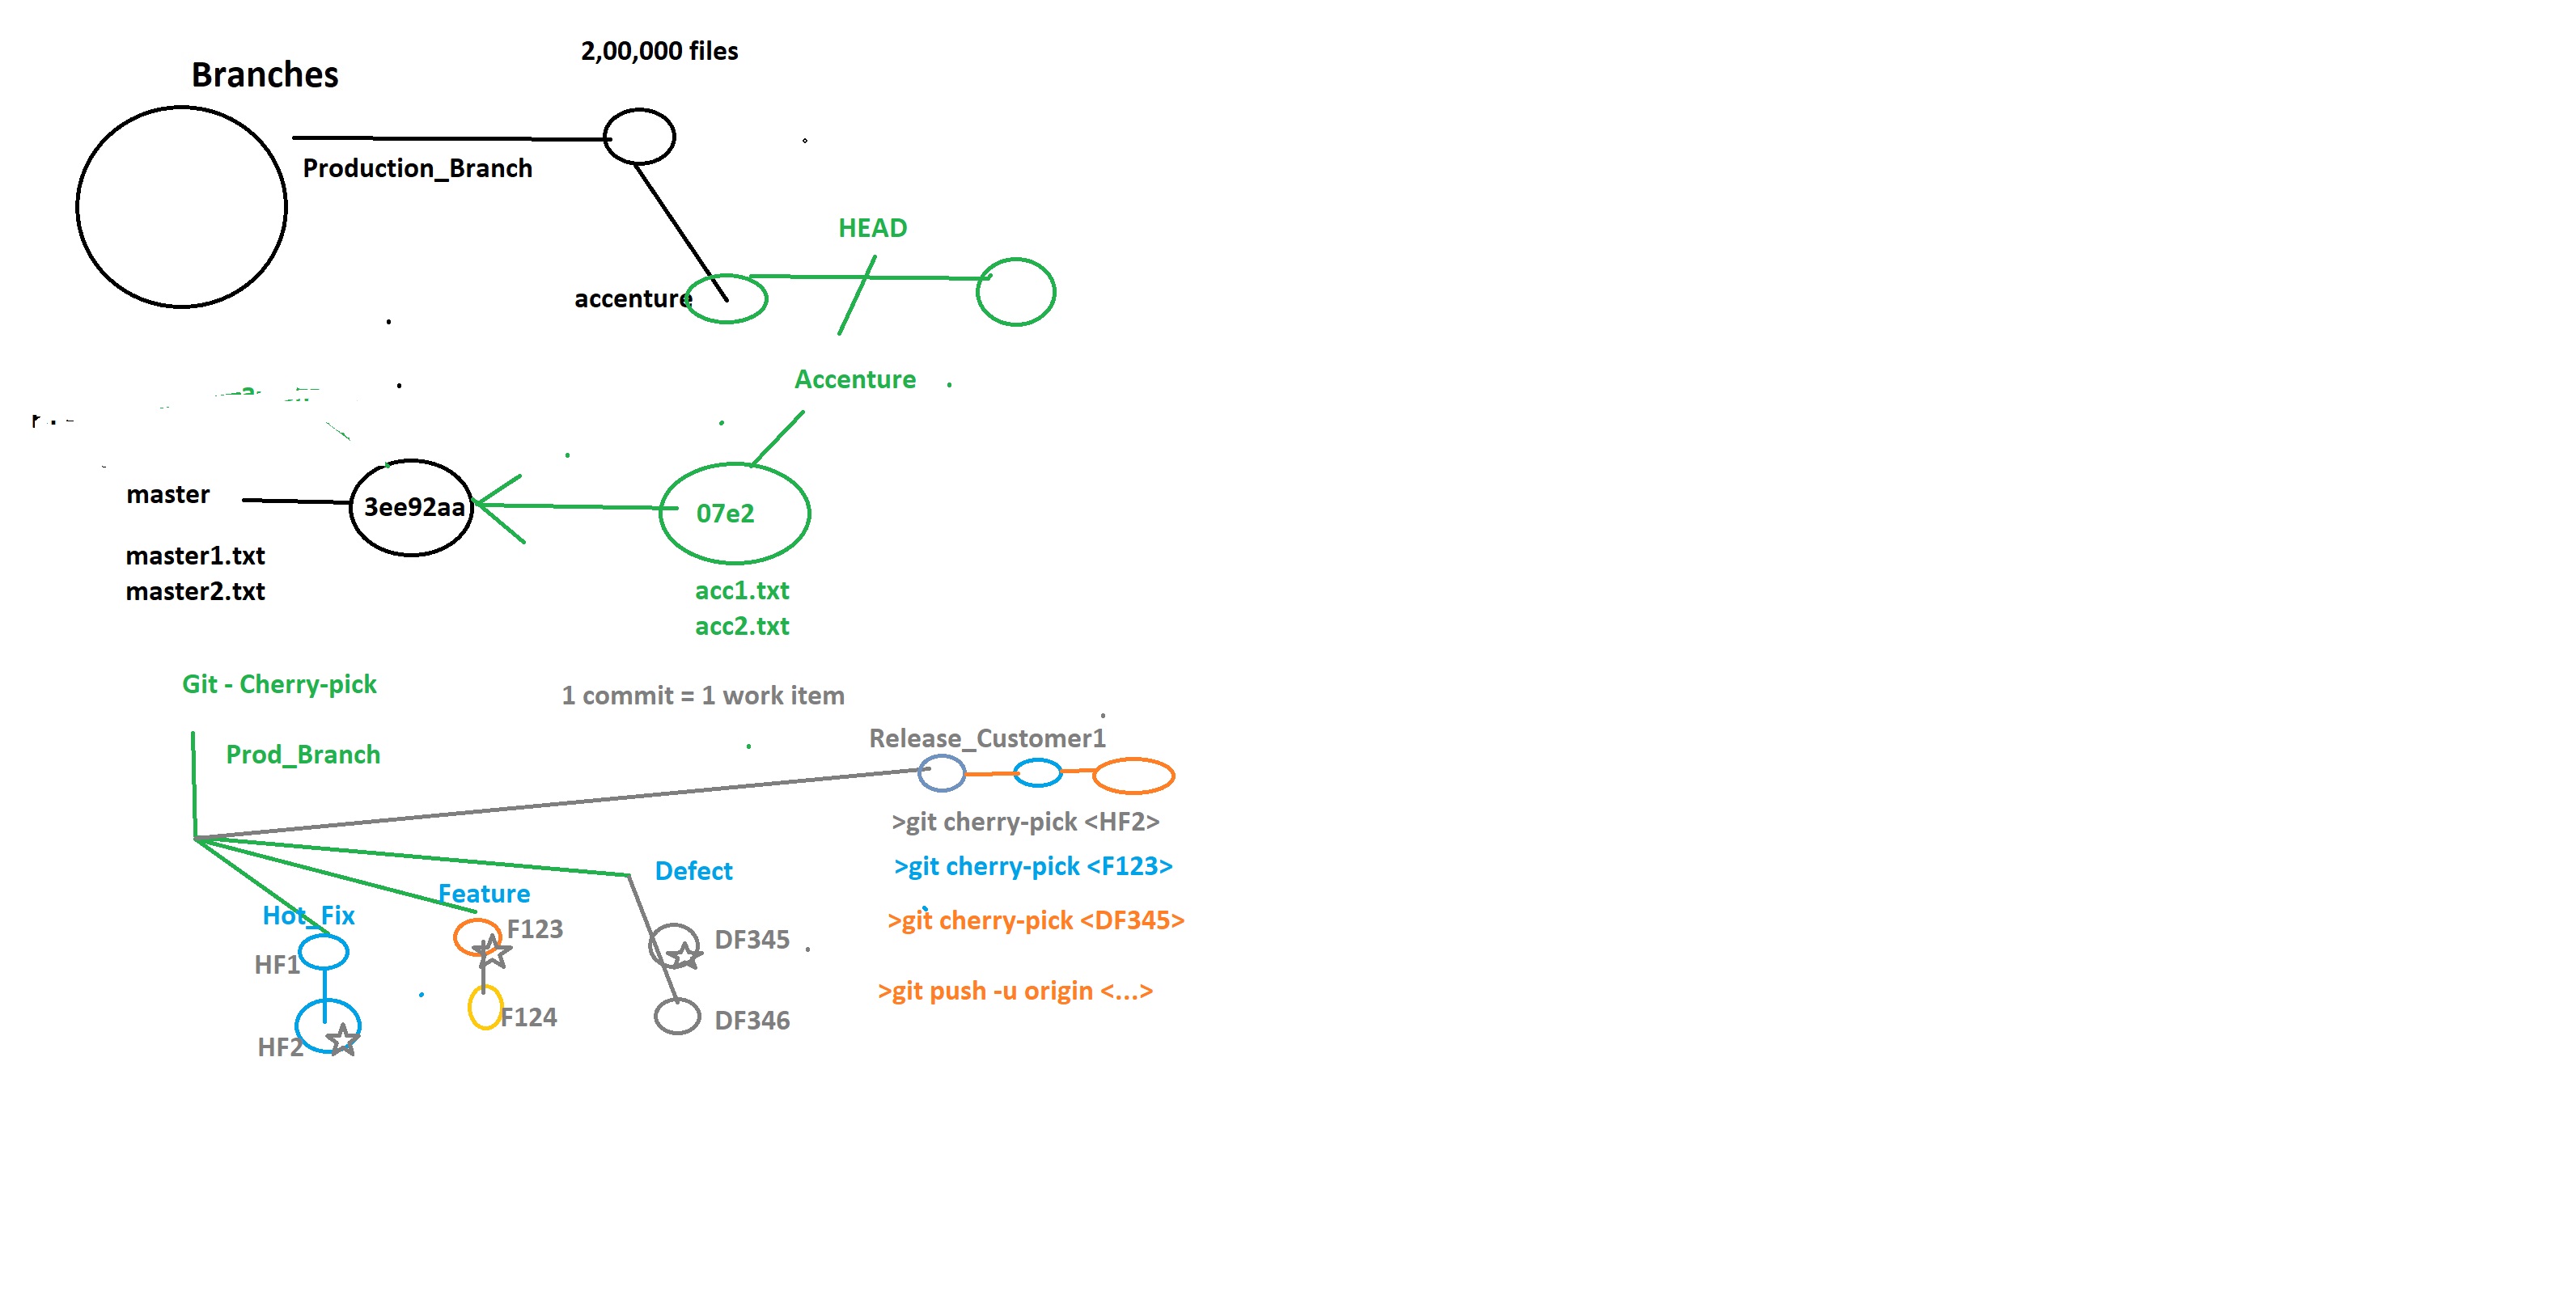 2,00,000 files
Branches
Production_Branch
HEAD
accenture
Accenture
master
3ee92aa
07e2
master1.txt
master2.txt
acc1.txt
acc2.txt
Git - Cherry-pick
1 commit = 1 work item
Prod_Branch
Release_Customer1
>git cherry-pick <HF2>
>git cherry-pick <F123>
>git cherry-pick <DF345>
>git push -u origin <...>
Defect
Feature
Hot_Fix
F123
DF345
HF1
F124
DF346
HF2